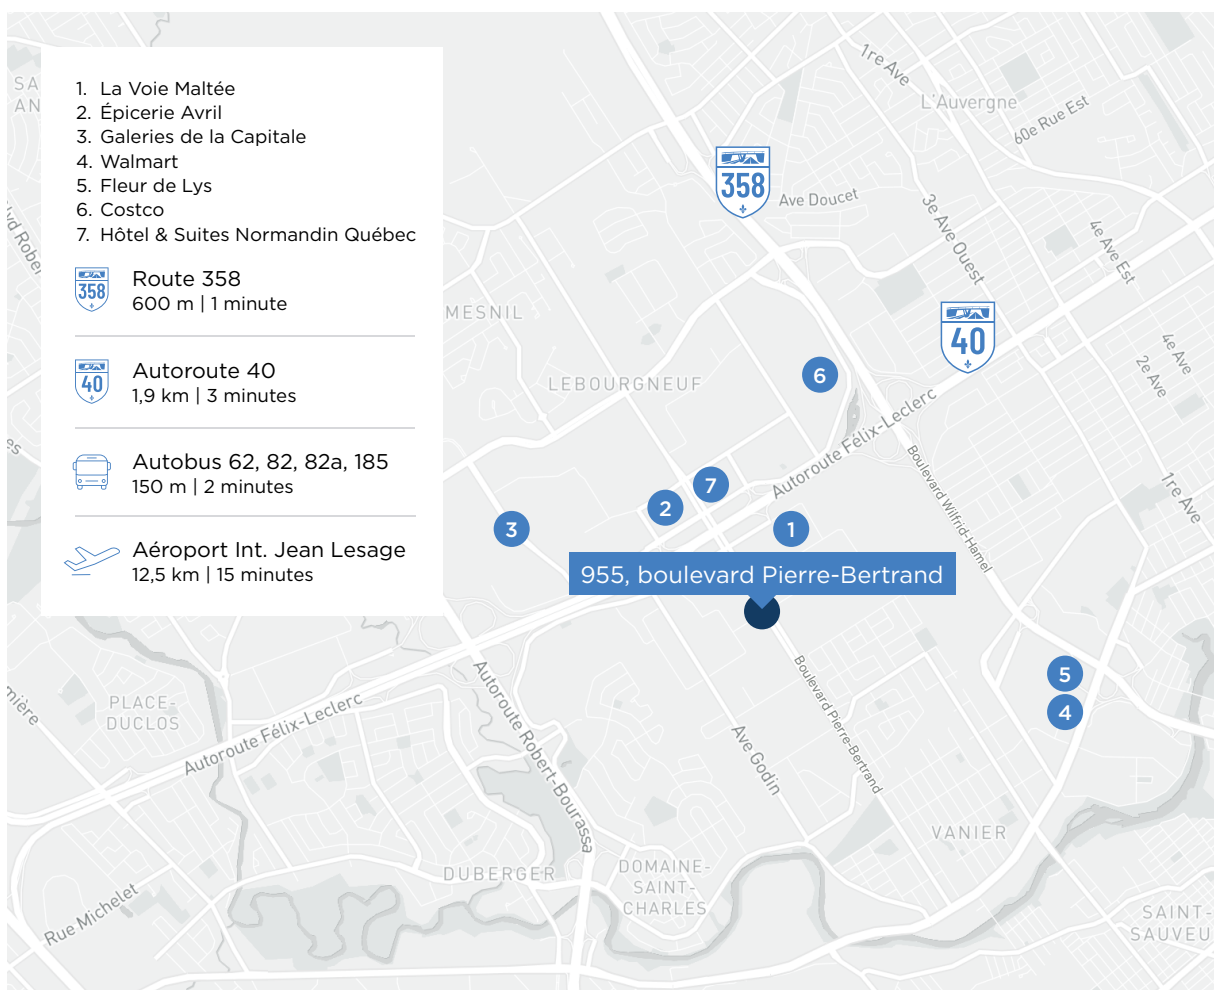 1. La Voie Maltée
2. Épicerie Avril
3. Galeries de la Capitale
4. Walmart
5. Fleur de Lys
6. Costco
7. Hôtel & Suites Normandin Québec
358
Route 358
600 m | 1 minute
40
Autoroute 40
1,9 km | 3 minutes
Autobus 62, 82, 82a, 185
150 m | 2 minutes
Aéroport Int. Jean Lesage
12,5 km | 15 minutes
SA
AN
1re Ave
L'Auvergne
60e Rue Est
358
Ave Doucet
3e Ave Ouest
4e Ave Est
MESNIL
40
4e Ave
2e Ave
LEBOURGNEUF
6
Autoroute Félix-Leclerc
Boulevard Wilfrid-Hamel
1re Ave
7
2
3
1
955, boulevard Pierre-Bertrand
5
4
Boulevard Pierre-Bertrand
Ave Godin
PLACE-
DUCLOS
Autoroute Félix-Leclerc
Autoroute Robert-Bourassa
VANIER
DUBERGER
DOMAINE-
SAINT-
CHARLES
Rue Michelet
SAINT-
SAUVEU